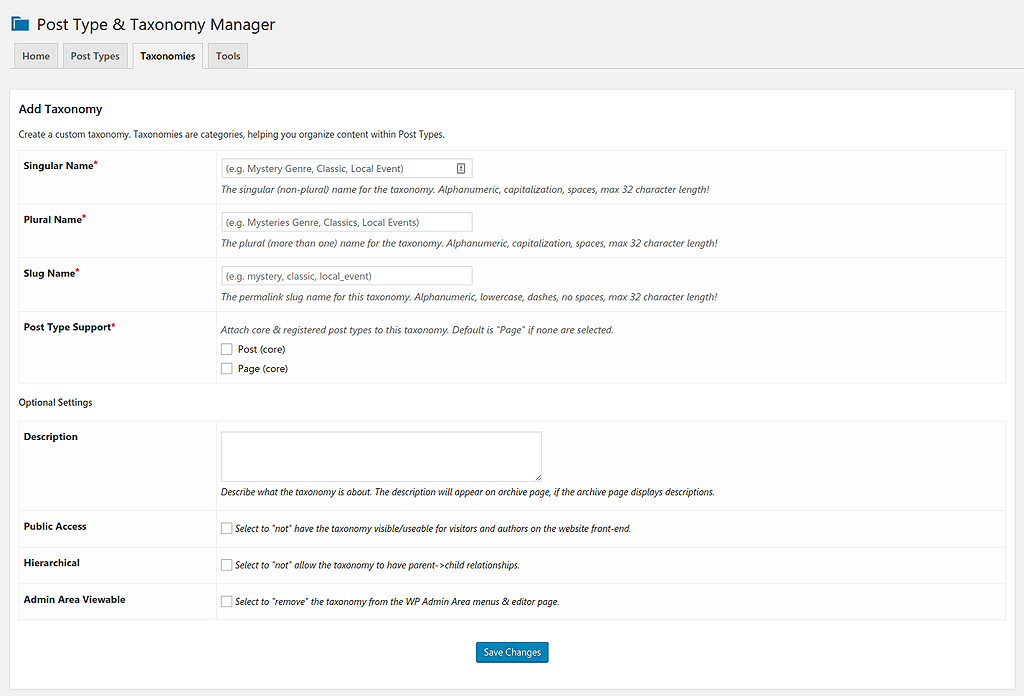 Post Type & Taxonomy Manager
Home Post Types Taxonomies Tools
Add Taxonomy
Create a custom taxonomy. Taxonomies are categories, helping you organize content within Post Types.
Singular Name*
(e.g. Mystery Genre, Classic, Local Event)
The singular (non-plural) name for the taxonomy. Alphanumeric, capitalization, spaces, max 32 character length!
Plural Name*
(e.g. Mysteries Genre, Classics, Local Events)
The plural (more than one) name for the taxonomy. Alphanumeric, capitalization, spaces, max 32 character length!
Slug Name*
(e.g. mystery, classic, local_event)
The permalink slug name for this taxonomy. Alphanumeric, lowercase, dashes, no spaces, max 32 character length!
Post Type Support*
Attach core & registered post types to this taxonomy. Default is "Page" if none are selected.
Post (core)
Page (core)
Optional Settings
Description
Describe what the taxonomy is about. The description will appear on archive page, if the archive page displays descriptions.
Public Access
Select to "not" have the taxonomy visible/useable for visitors and authors on the website front-end.
Hierarchical
Select to "not" allow the taxonomy to have parent->child relationships.
Admin Area Viewable
Select to "remove" the taxonomy from the WP Admin Area menus & editor page.
Save Changes